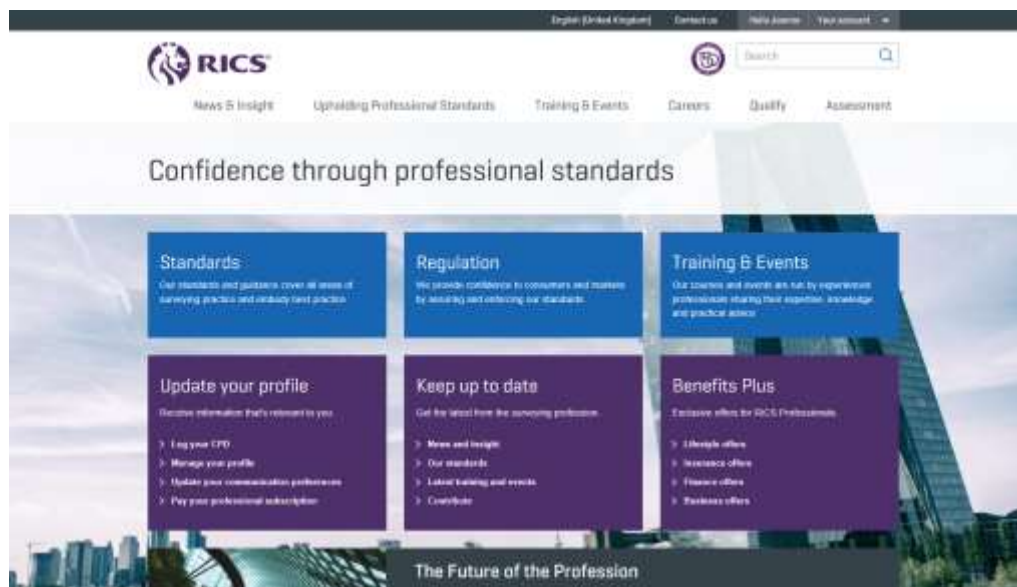 English (United Kingdom) Contact us Hello Joanne Your account
RICS
Search
News & Insight Upholding Professional Standards Training & Events Careers Qualify Assessment
Confidence through professional standards
Standards
Our standards and guidance cover all areas of
surveying practice and embody best practice
Regulation
We provide confidence to consumers and markets
by assuring and enforcing our standards
Training & Events
Our courses and events are run by experienced
professionals sharing their expertise, knowledge
and practical advice
Update your profile
Receive information that's relevant to you
> Log your CPD
> Manage your profile
> Update your communication preferences
> Pay your professional subscription
Keep up to date
Get the latest from the surveying profession
> News and Insight
> Our standards
> Latest training and events
> Contribute
Benefits Plus
Exclusive offers for RICS Professionals
> Lifestyle offers
> Insurance offers
> Finance offers
> Business offers
The Future of the Profession